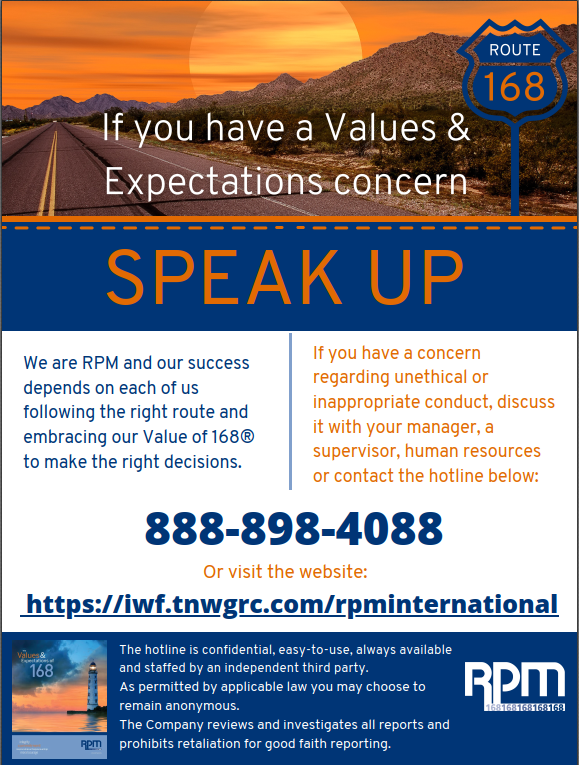 ROUTE
168
If you have a Values &
Expectations concern
SPEAK UP
We are RPM and our success
depends on each of us
following the right route and
embracing our Value of 168®
to make the right decisions.
If you have a concern
regarding unethical or
inappropriate conduct, discuss
it with your manager, a
supervisor, human resources
or contact the hotline below:
888-898-4088
Or visit the website:
https://iwf.tnwgrc.com/rpminternational
Values &
Expectations of
168
RPM
The hotline is confidential, easy-to-use, always available
and staffed by an independent third party.
As permitted by applicable law you may choose to
remain anonymous.
The Company reviews and investigates all reports and
prohibits retaliation for good faith reporting.
RPM
168168168168168